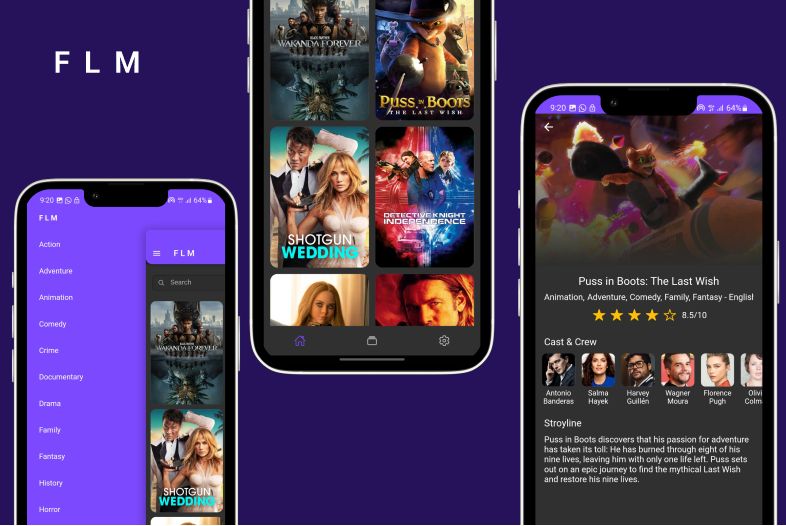 F L M
9:20 64%
F L M
Action
Adventure
Animation
Comedy
Crime
Documentary
Drama
Family
Fantasy
History
Horror
F L M
Search
WAKANDA FOREVER
SHOTGUN
WEDDING
WAKANDA FOREVER
PUSS IN BOOTS
THE LAST WISH
SHOTGUN
WEDDING
DETECTIVE KNIGHT
INDEPENDENCE
9:20 64%
Puss in Boots: The Last Wish
Animation, Adventure, Comedy, Family, Fantasy - English
8.5/10
Cast & Crew
Antonio
Banderas
Salma
Hayek
Harvey
Guillén
Wagner
Moura
Florence
Pugh
Olivi
Colm
Stroyline
Puss in Boots discovers that his passion for adventure
has taken its toll: He has burned through eight of his
nine lives, leaving him with only one life left. Puss sets
out on an epic journey to find the mythical Last Wish
and restore his nine lives.